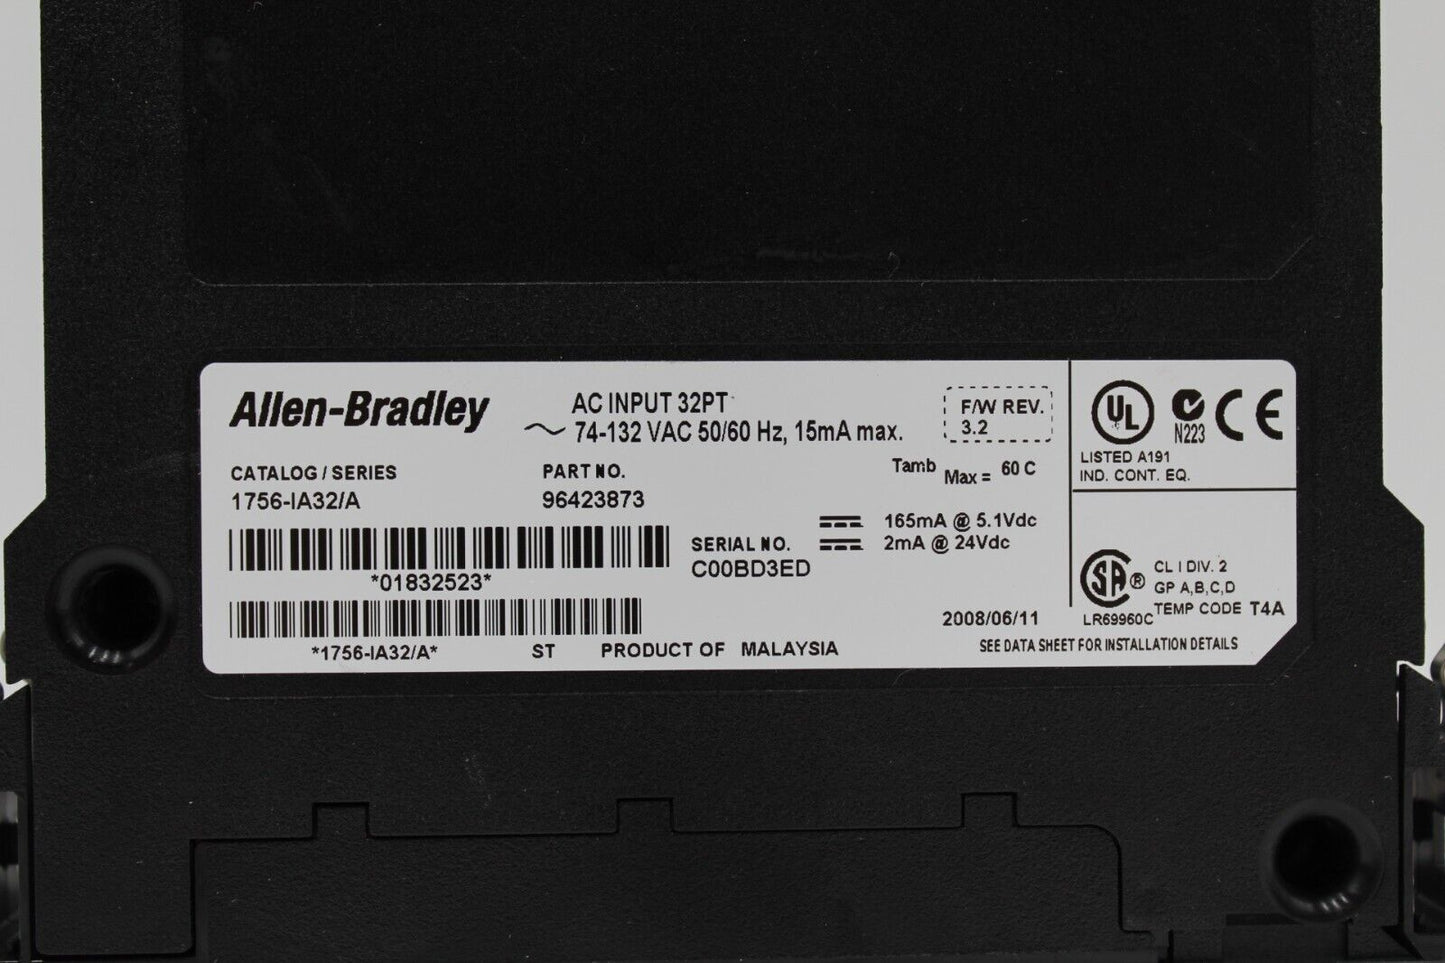 Allen-Bradley
AC INPUT 32PT
~ 74-132 VAC 50/60 Hz, 15mA max.
F/W REV.
3.2
CATALOG / SERIES
1756-IA32/A
PART NO.
96423873
Tamb Max = 60 C
165mA @ 5.1Vdc
2mA @ 24Vdc
SERIAL NO.
C00BD3ED
*01832523*
*1756-IA32/A*
ST PRODUCT OF MALAYSIA
2008/06/11
SEE DATA SHEET FOR INSTALLATION DETAILS
UL
N223
CE
LISTED A191
IND. CONT. EQ.
SA ®
LR69960C
CL I DIV. 2
GP A,B,C,D
TEMP CODE T4A